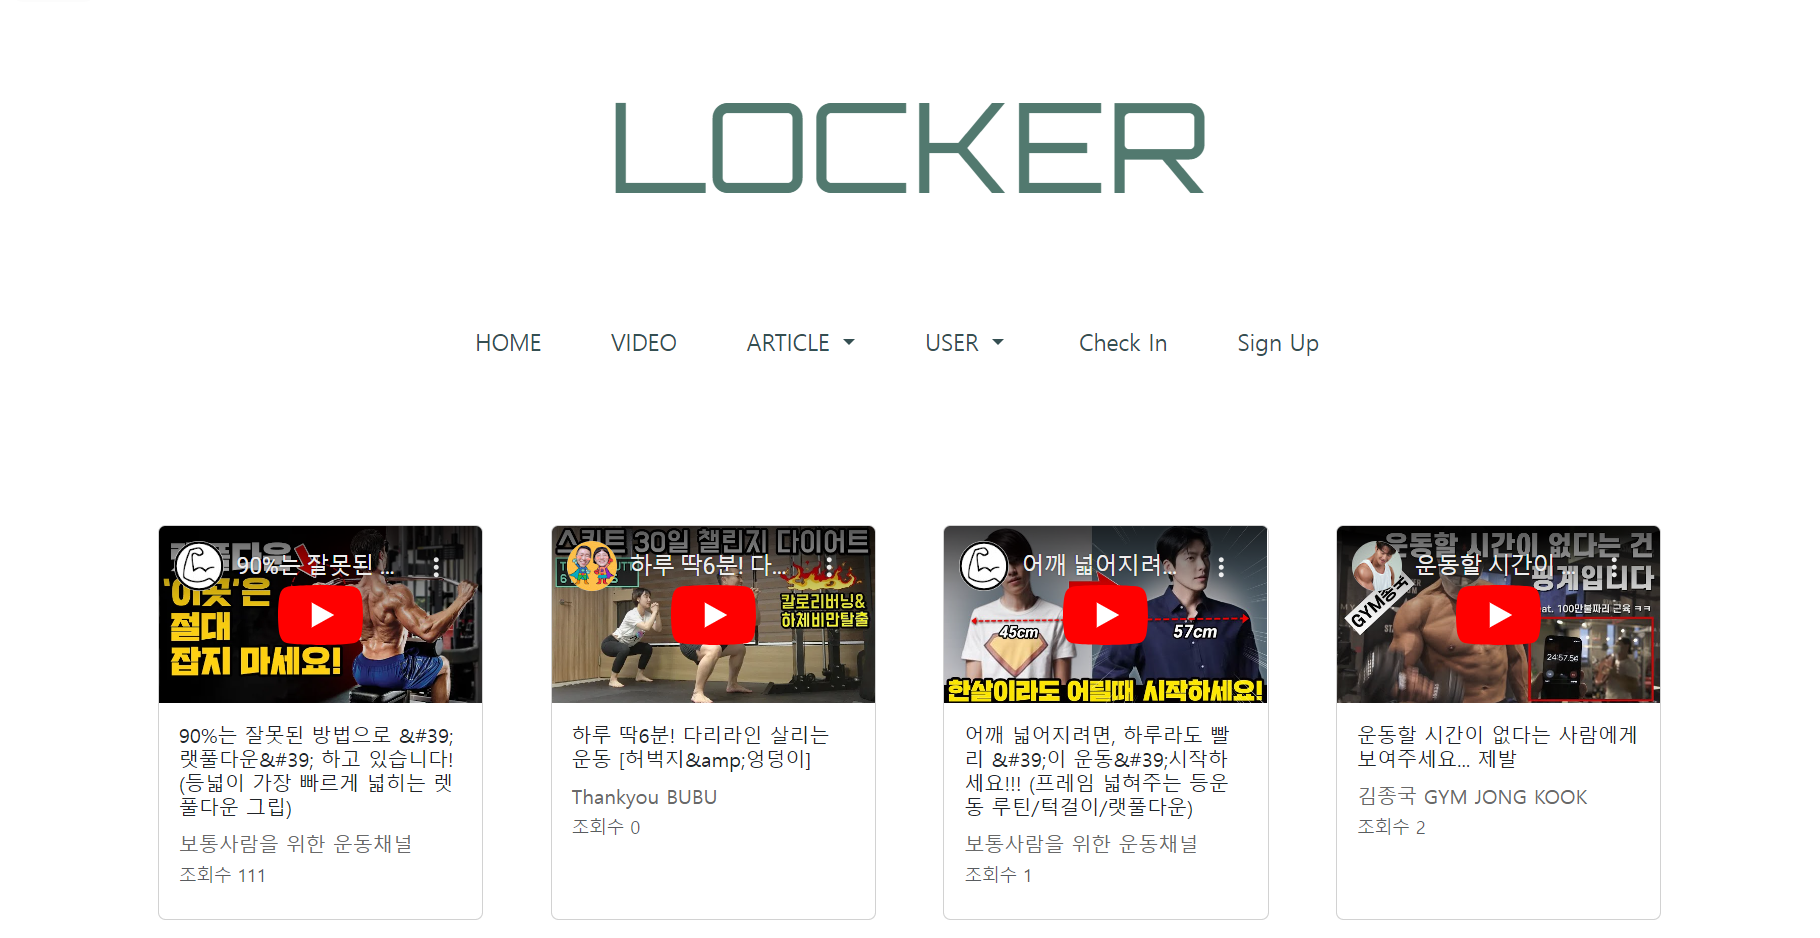 LOCKER
HOME VIDEO ARTICLE USER Check In Sign Up
90%는 잘못된 ...
'이곳'은
절대
잡지 마세요!
90%는 잘못된 방법으로 &#39;
랫풀다운&#39; 하고 있습니다!
(등넓이 가장 빠르게 넓히는 렛
풀다운 그립)
보통사람을 위한 운동채널
조회수 111
스쿼트 30일 챌린지 다이어트
하루 딱6분! 다...
칼로리버닝&
하체비만탈출
하루 딱6분! 다리라인 살리는
운동 [허벅지&amp;엉덩이]
Thankyou BUBU
조회수 0
어깨 넓어지려...
45cm
57cm
한살이라도 어릴때 시작하세요!
어깨 넓어지려면, 하루라도 빨
리 &#39;이 운동&#39;시작하
세요!!! (프레임 넓혀주는 등운
동 루틴/턱걸이/랫풀다운)
보통사람을 위한 운동채널
조회수 1
운동할 시간이 없다는 건
운동할 시간이 ...
핑계입니다
GYM종국
eat. 100만불짜리 근육 ㅋㅋ
24:57.54
운동할 시간이 없다는 사람에게
보여주세요... 제발
김종국 GYM JONG KOOK
조회수 2